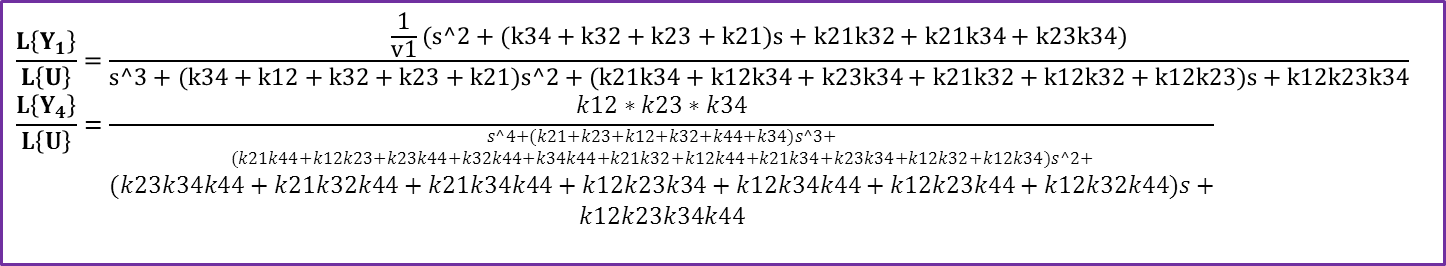 L{Y₁}/L{U} = 1/v1 (s^2 + (k34 + k32 + k23 + k21)s + k21k32 + k21k34 + k23k34)
s^3 + (k34 + k12 + k32 + k23 + k21)s^2 + (k21k34 + k12k34 + k23k34 + k21k32 + k12k32 + k12k23)s + k12k23k34
L{Y₄}/L{U} = k12 ∗ k23 ∗ k34
s^4+(k21+k23+k12+k32+k44+k34)s^3+
(k21k44+k12k23+k23k44+k32k44+k34k44+k21k32+k12k44+k21k34+k23k34+k12k32+k12k34)s^2+
(k23k34k44 + k21k32k44 + k21k34k44 + k12k23k34 + k12k34k44 + k12k23k44 + k12k32k44)s +
k12k23k34k44